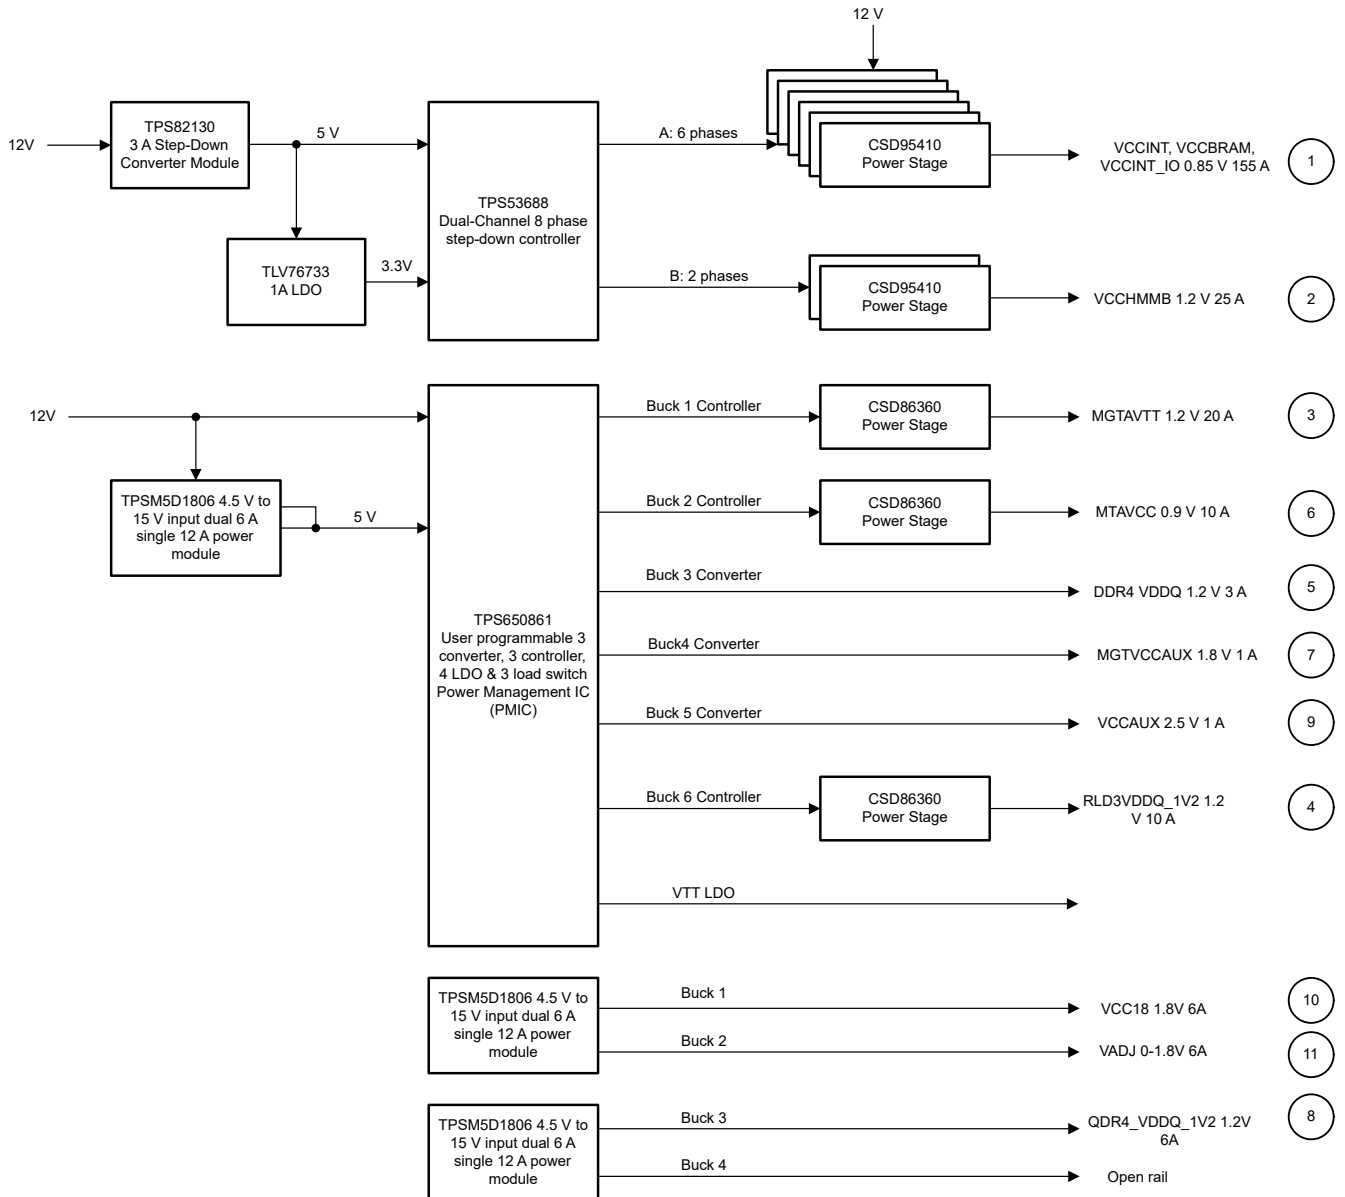 12 V
12V
TPS82130
3 A Step-Down
Converter Module
5 V
A: 6 phases
CSD95410
Power Stage
VCCINT, VCCBRAM,
VCCINT_IO 0.85 V 155 A
1
TPS53688
Dual-Channel 8 phase
step-down controller
TLV76733
1A LDO
3.3V
B: 2 phases
CSD95410
Power Stage
VCCHMMB 1.2 V 25 A
2
12V
Buck 1 Controller
CSD86360
Power Stage
MGTAVTT 1.2 V 20 A
3
TPSM5D1806 4.5 V to
15 V input dual 6 A
single 12 A power
module
5 V
Buck 2 Controller
CSD86360
Power Stage
MTAVCC 0.9 V 10 A
6
Buck 3 Converter
DDR4 VDDQ 1.2 V 3 A
5
TPS650861
User programmable 3
converter, 3 controller,
4 LDO & 3 load switch
Power Management IC
(PMIC)
Buck4 Converter
MGTVCCAUX 1.8 V 1 A
7
Buck 5 Converter
VCCAUX 2.5 V 1 A
9
Buck 6 Controller
CSD86360
Power Stage
RLD3VDDQ_1V2 1.2
V 10 A
4
VTT LDO
TPSM5D1806 4.5 V to
15 V input dual 6 A
single 12 A power
module
Buck 1
VCC18 1.8V 6A
10
Buck 2
VADJ 0-1.8V 6A
11
TPSM5D1806 4.5 V to
15 V input dual 6 A
single 12 A power
module
Buck 3
QDR4_VDDQ_1V2 1.2V
6A
8
Buck 4
Open rail